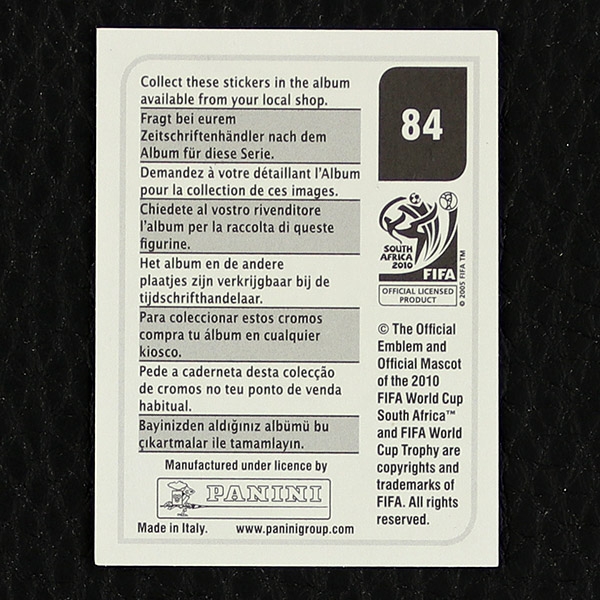 Collect these stickers in the album
available from your local shop.
Fragt bei eurem
Zeitschriftenhändler nach dem
Album für diese Serie.
Demandez à votre détaillant l'Album
pour la collection de ces images.
Chiedete al vostro rivenditore
l'album per la raccolta di queste
figurine.
Het album en de andere
plaatjes zijn verkrijgbaar bij de
tijdschrifthandelaar.
Para coleccionar estos cromos
compra tu álbum en cualquier
kiosco.
Pede a caderneta desta colecção
de cromos no teu ponto de venda
habitual.
Bayinizden aldığınız albümü bu
çıkartmalar ile tamamlayın.
Manufactured under licence by
PANINI
Made in Italy. www.paninigroup.com
84
SOUTH
AFRICA
2010
FIFA
OFFICIAL LICENSED
PRODUCT
© 2005 FIFA TM
© The Official
Emblem and
Official Mascot
of the 2010
FIFA World Cup
South Africa™
and FIFA World
Cup Trophy are
copyrights and
trademarks of
FIFA. All rights
reserved.